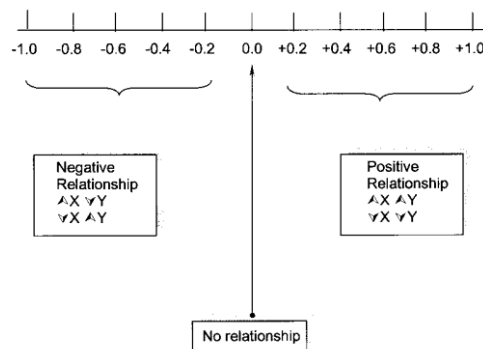 -1.0 -0.8 -0.6 -0.4 -0.2 0.0 +0.2 +0.4 +0.6 +0.8 +1.0
Negative
Relationship
X Y
X Y
Positive
Relationship
X Y
X Y
No relationship